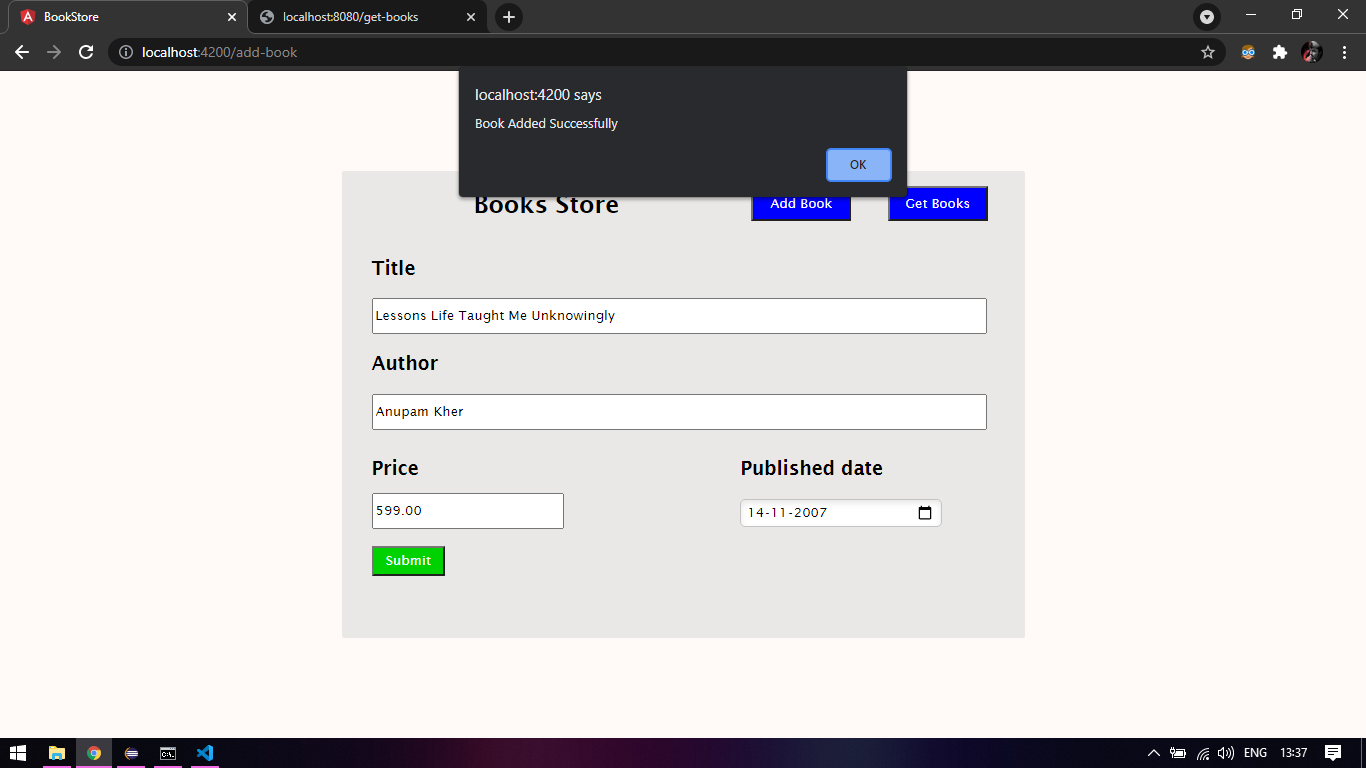 BookStore
localhost:8080/get-books
localhost:4200/add-book
localhost:4200 says
Book Added Successfully
OK
Books Store
Add Book
Get Books
Title
Lessons Life Taught Me Unknowingly
Author
Anupam Kher
Price
Published date
599.00
14-11-2007
Submit
ENG
13:37